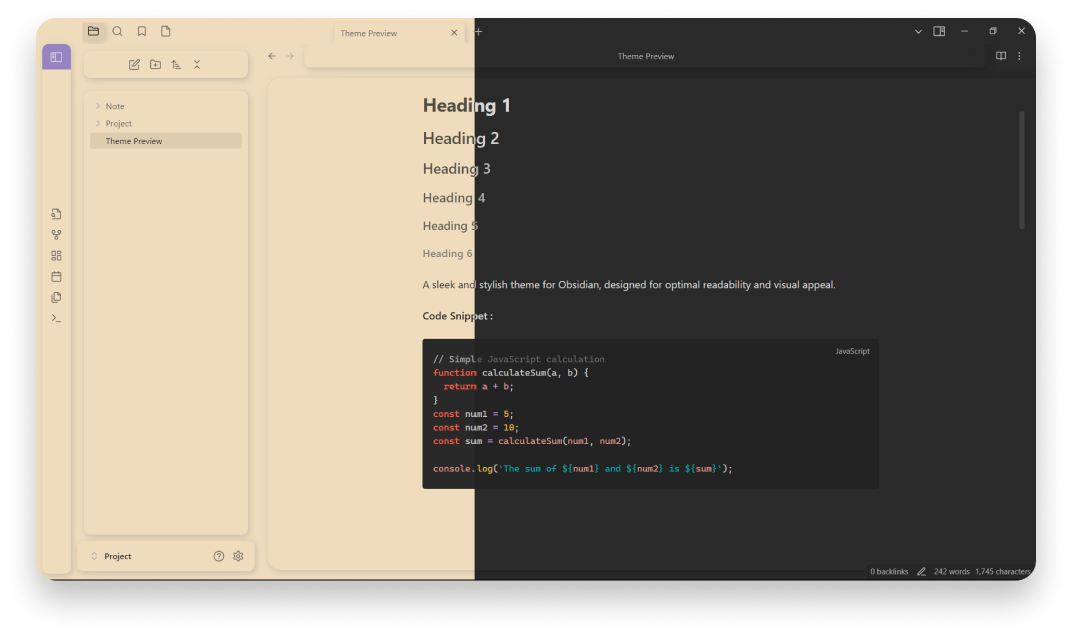 Theme Preview
Theme Preview
Note
Project
Theme Preview
Project
Heading 1
Heading 2
Heading 3
Heading 4
Heading 5
Heading 6
A sleek and stylish theme for Obsidian, designed for optimal readability and visual appeal.
Code Snippet :
JavaScript
// Simple JavaScript calculation
function calculateSum(a, b) {
  return a + b;
}
const num1 = 5;
const num2 = 10;
const sum = calculateSum(num1, num2);
console.log(`The sum of ${num1} and ${num2} is ${sum}`);
0 backlinks 242 words 1,745 characters